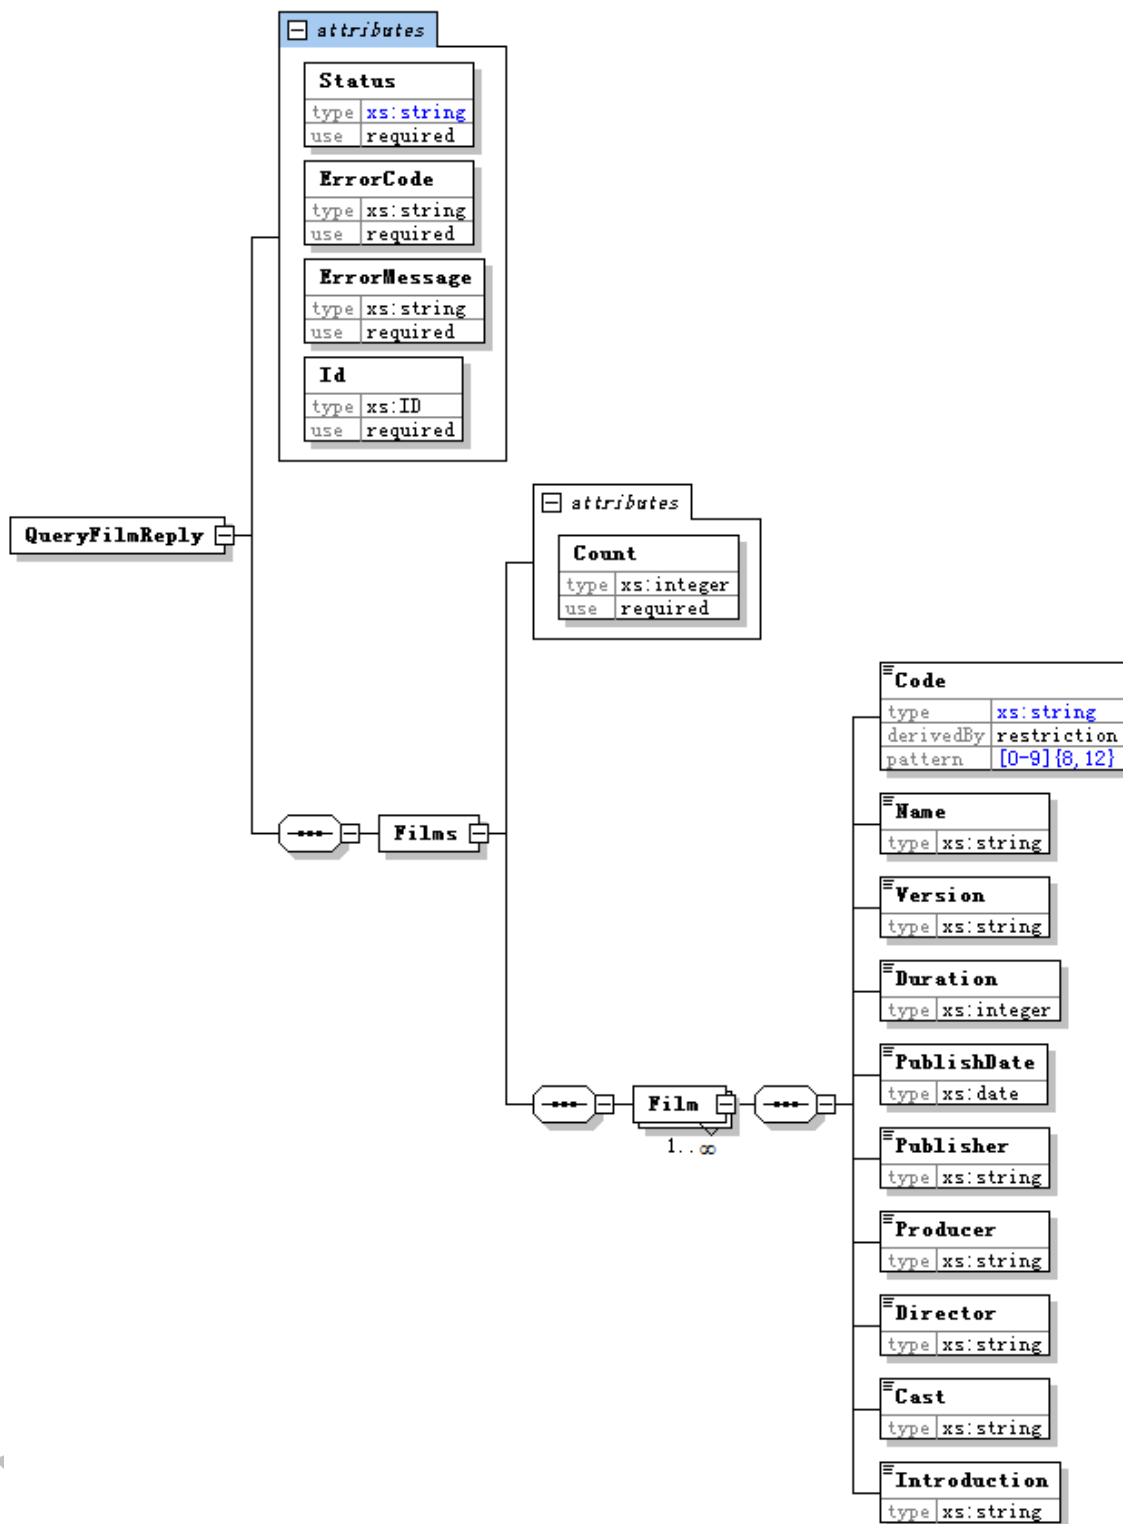 attributes
Status
type xs:string
use required
ErrorCode
type xs:string
use required
ErrorMessage
type xs:string
use required
Id
type xs:ID
use required
QueryFilmReply
attributes
Count
type xs:integer
use required
Films
Code
type xs:string
derivedBy restriction
pattern [0-9]{8,12}
Name
type xs:string
Version
type xs:string
Duration
type xs:integer
PublishDate
type xs:date
Film
1..∞
Publisher
type xs:string
Producer
type xs:string
Director
type xs:string
Cast
type xs:string
Introduction
type xs:string